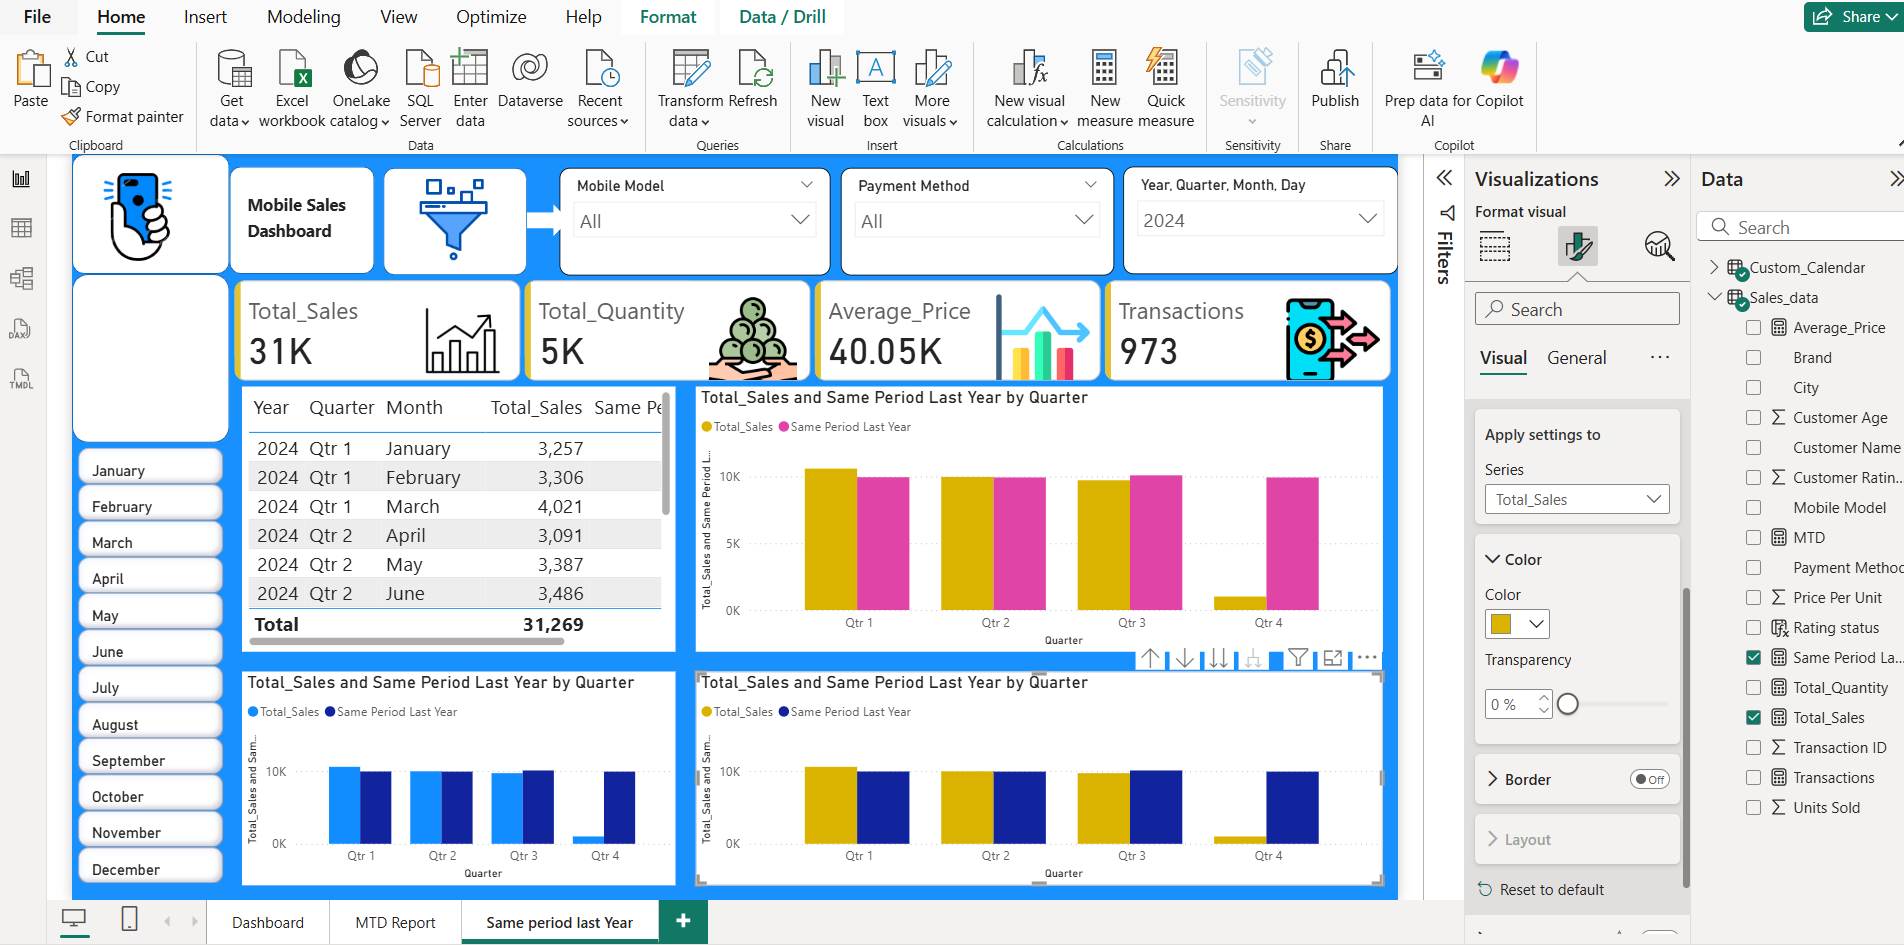 File Home Insert Modeling View Optimize Help Format Data / Drill Share
Paste Cut Copy Format painter
Clipboard
Get data Excel workbook OneLake catalog SQL Server Enter data Dataverse Recent sources
Data
Transform data Refresh
Queries
New visual Text box More visuals
Insert
New visual calculation New measure Quick measure
Calculations
Sensitivity
Sensitivity
Publish
Share
Prep data for AI Copilot
Copilot
Mobile Sales
Dashboard
Mobile Model
All
Payment Method
All
Year, Quarter, Month, Day
2024
Total_Sales
31K
Total_Quantity
5K
Average_Price
40.05K
Transactions
973
January
February
March
April
May
June
July
August
September
October
November
December
Year Quarter Month Total_Sales Same Pe
2024 Qtr 1 January 3,257
2024 Qtr 1 February 3,306
2024 Qtr 1 March 4,021
2024 Qtr 2 April 3,091
2024 Qtr 2 May 3,387
2024 Qtr 2 June 3,486
Total 31,269
Total_Sales and Same Period Last Year by Quarter
Total_Sales Same Period Last Year
Total_Sales and Same Period L...
10K
5K
0K
Qtr 1 Qtr 2 Qtr 3 Qtr 4
Quarter
Total_Sales and Same Period Last Year by Quarter
Total_Sales Same Period Last Year
Total_Sales and Sam...
10K
0K
Qtr 1 Qtr 2 Qtr 3 Qtr 4
Quarter
Total_Sales and Same Period Last Year by Quarter
Total_Sales Same Period Last Year
Total_Sales and Sam...
10K
0K
Qtr 1 Qtr 2 Qtr 3 Qtr 4
Quarter
DAX
TMDL
Dashboard MTD Report Same period last Year +
Filters
Visualizations
Format visual
Search
Visual General ...
Apply settings to
Series
Total_Sales
Color
Color
Transparency
0 %
Border Off
Layout
Reset to default
Data
Search
Custom_Calendar
Sales_data
Average_Price
Brand
City
Customer Age
Customer Name
Customer Ratin...
Mobile Model
MTD
Payment Method
Price Per Unit
Rating status
Same Period La...
Total_Quantity
Total_Sales
Transaction ID
Transactions
Units Sold